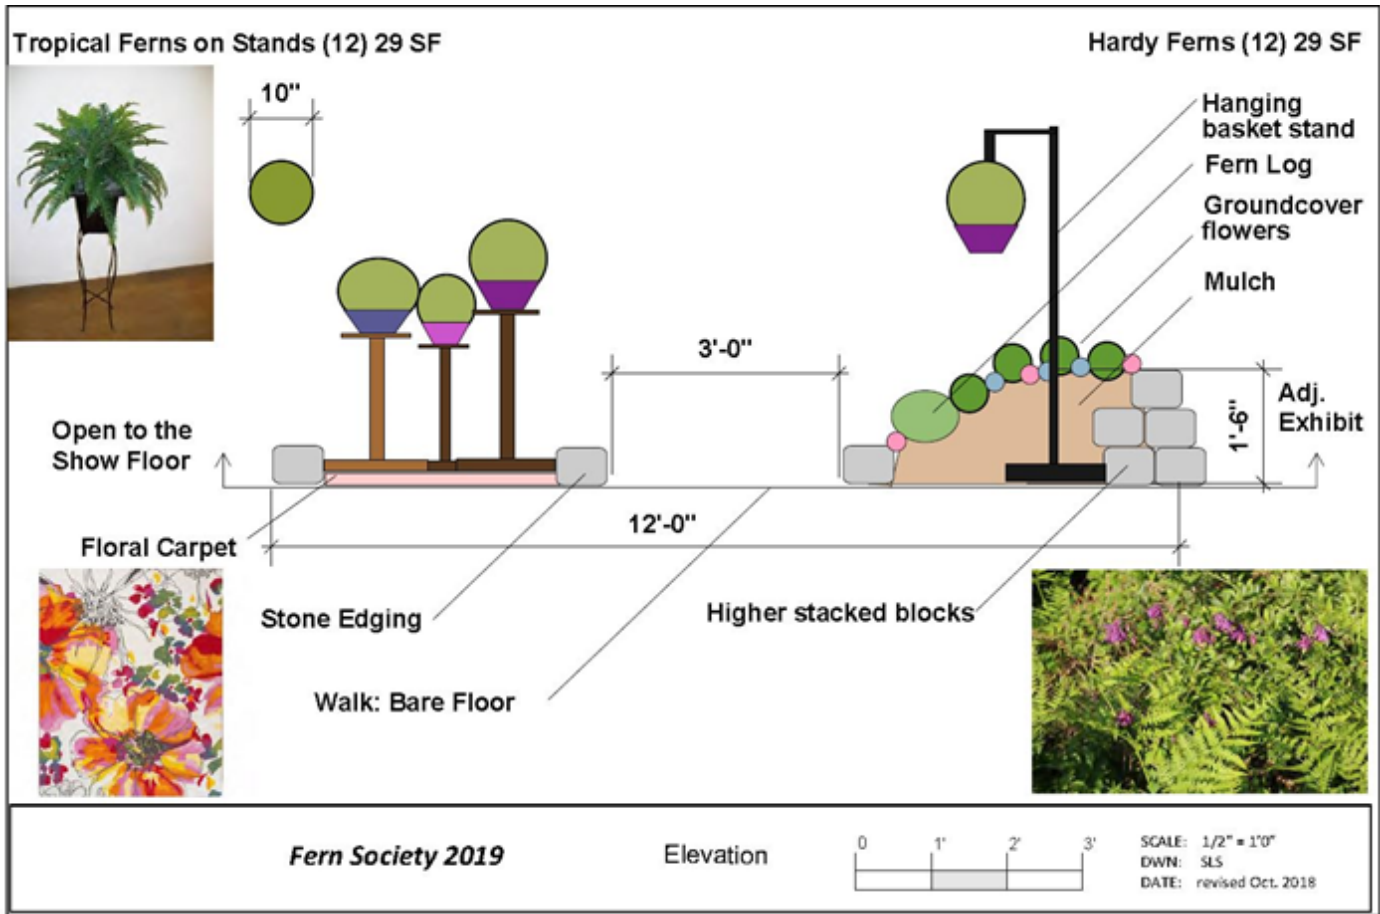 Tropical Ferns on Stands (12) 29 SF
Hardy Ferns (12) 29 SF
10"
Hanging
basket stand
Fern Log
Groundcover
flowers
Mulch
3'-0"
1'-6"
Adj.
Exhibit
Open to the
Show Floor
12'-0"
Floral Carpet
Stone Edging
Higher stacked blocks
Walk: Bare Floor
Fern Society 2019
Elevation
0 1' 2' 3'
SCALE: 1/2" = 1'0"
DWN: SLS
DATE: revised Oct. 2018